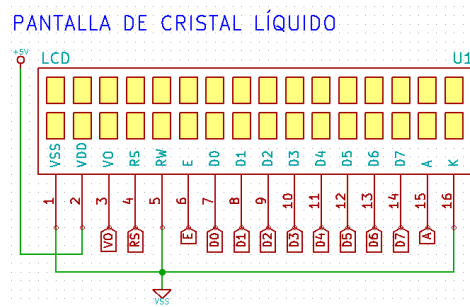 PANTALLA DE CRISTAL LÍQUIDO
+5V
LCD U1
VSS VDD VO RS RW E D0 D1 D2 D3 D4 D5 D6 D7 A K
1 2 3 4 5 6 7 8 9 10 11 12 13 14 15 16
VO RS E D0 D1 D2 D3 D4 D5 D6 D7 A
VSS